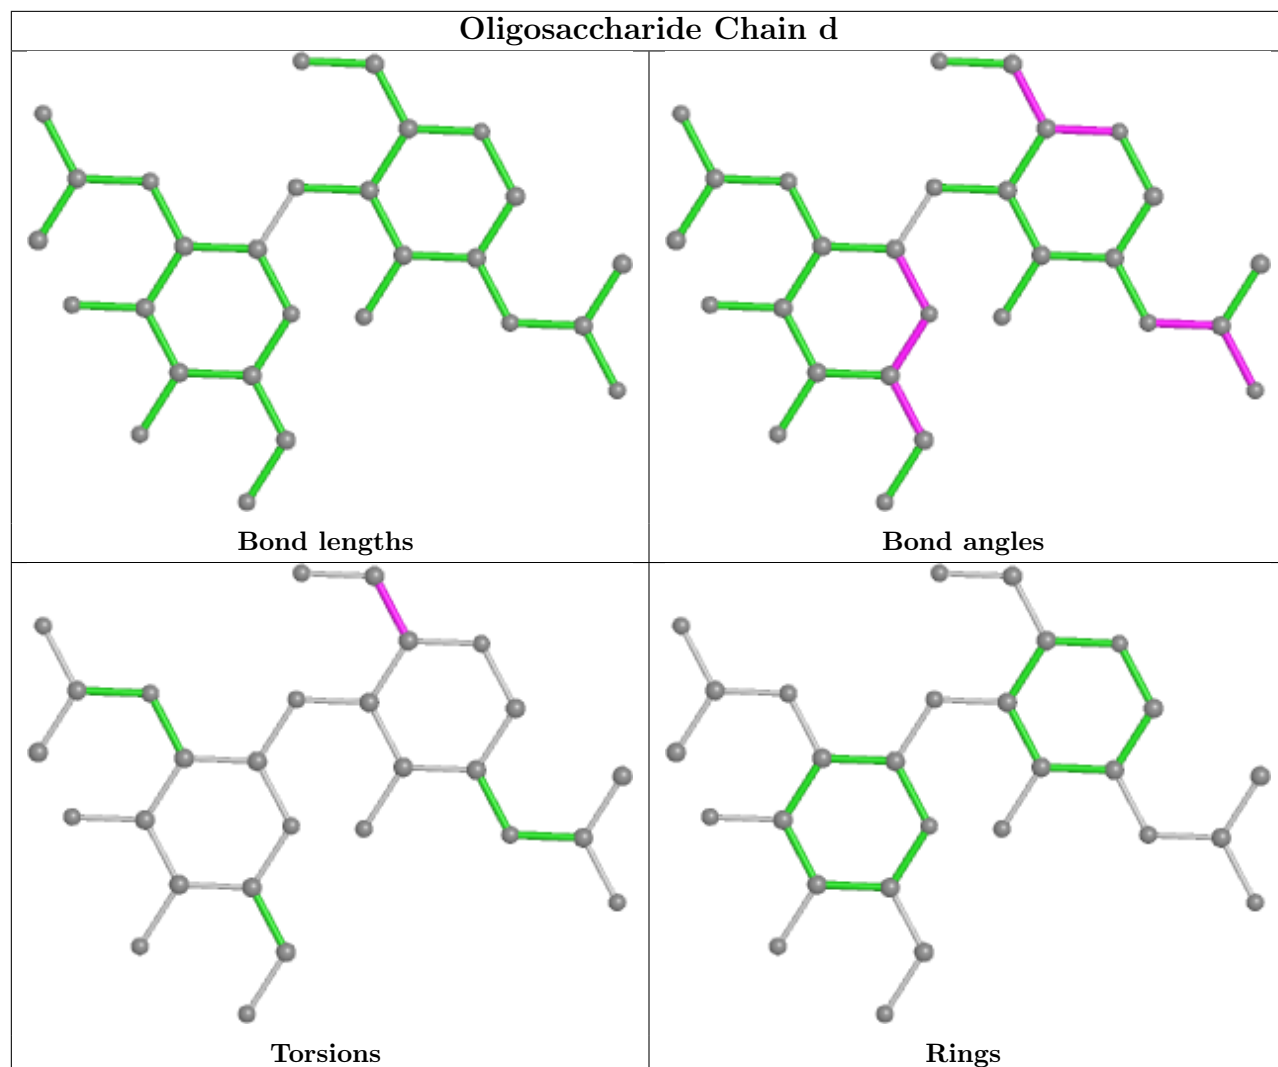 Oligosaccharide Chain d
Bond lengths
Bond angles
Torsions
Rings